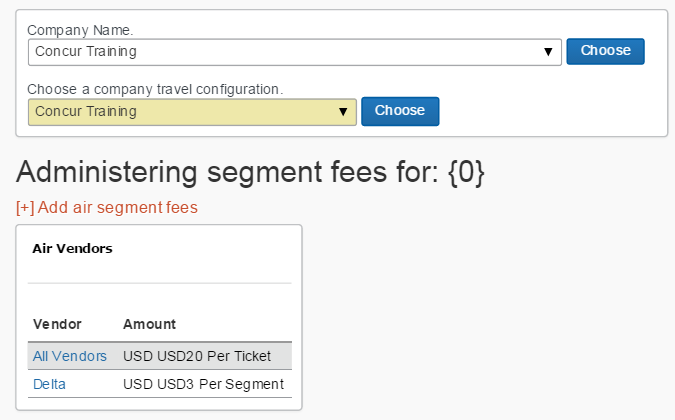 Company Name.
Concur Training ▼ Choose
Choose a company travel configuration.
Concur Training ▼ Choose
Administering segment fees for: {0}
[+] Add air segment fees
Air Vendors
Vendor Amount
All Vendors USD USD20 Per Ticket
Delta USD USD3 Per Segment